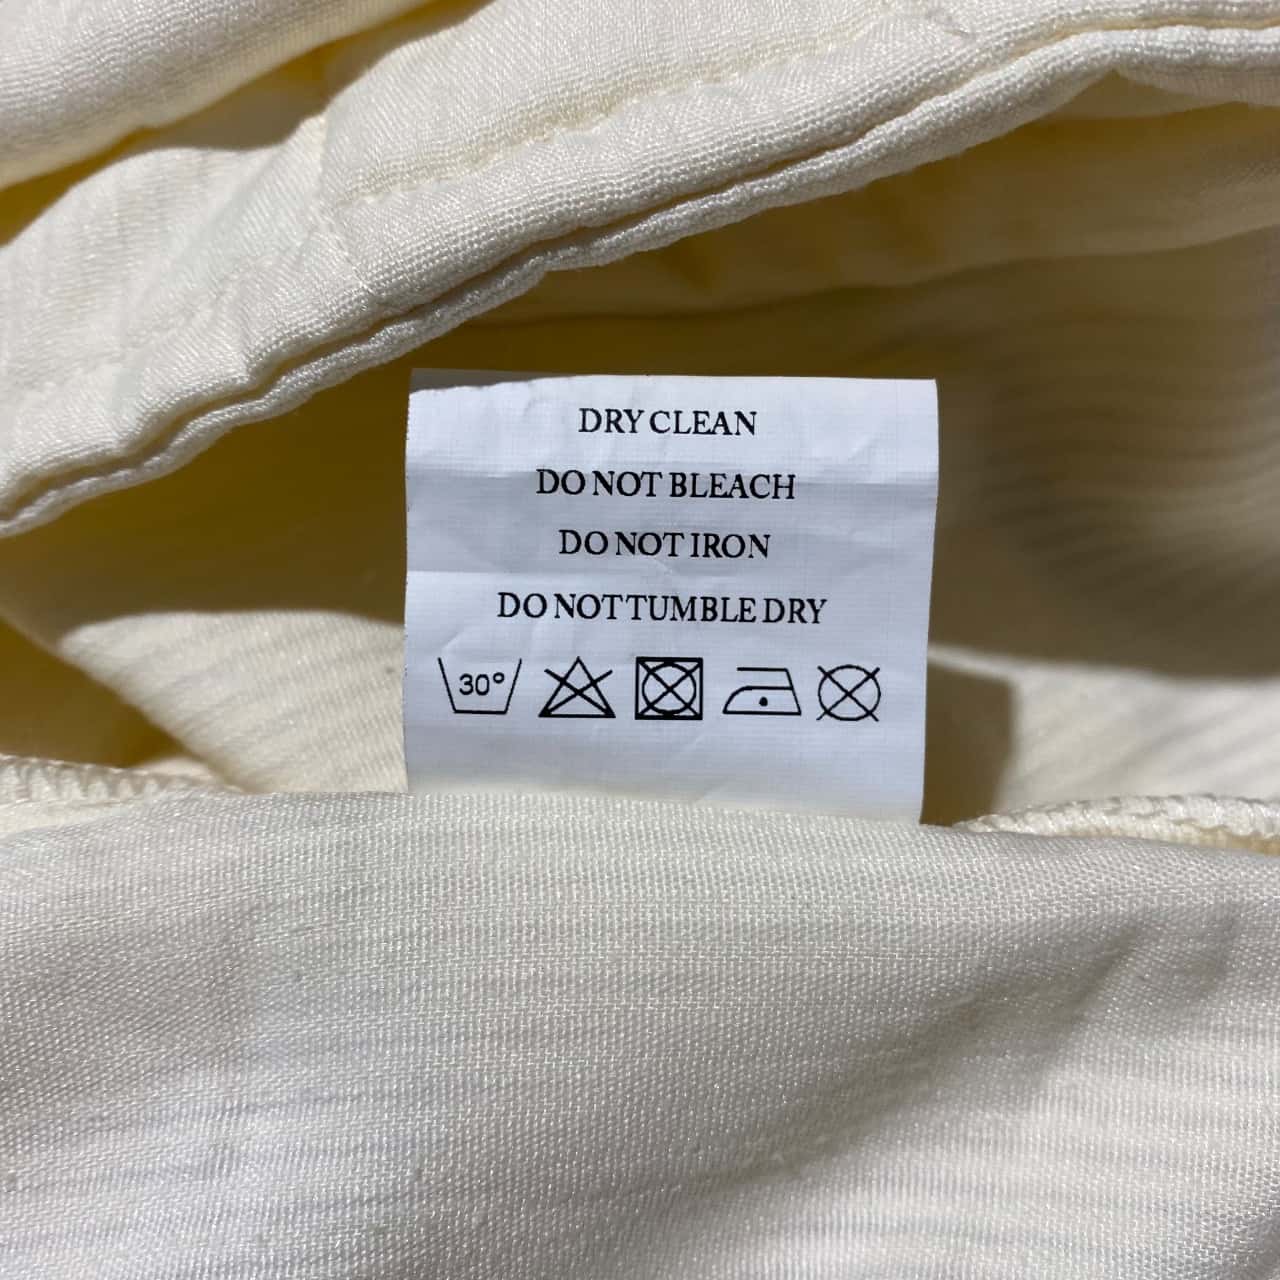 DRY CLEAN
DO NOT BLEACH
DO NOT IRON
DO NOT TUMBLE DRY
30°